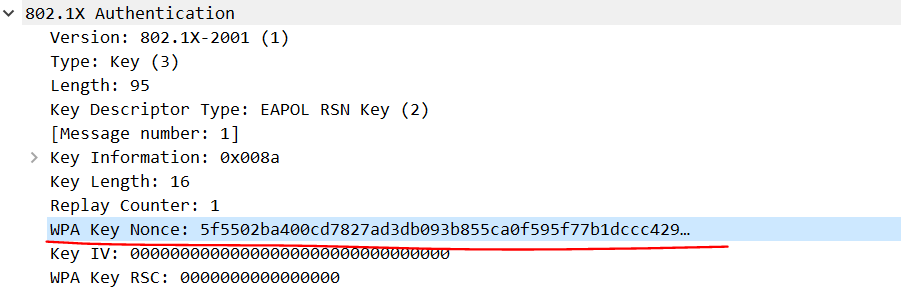 802.1X Authentication
Version: 802.1X-2001 (1)
Type: Key (3)
Length: 95
Key Descriptor Type: EAPOL RSN Key (2)
[Message number: 1]
Key Information: 0x008a
Key Length: 16
Replay Counter: 1
WPA Key Nonce: 5f5502ba400cd7827ad3db093b855ca0f595f77b1dccc429…
Key IV: 00000000000000000000000000000000
WPA Key RSC: 0000000000000000